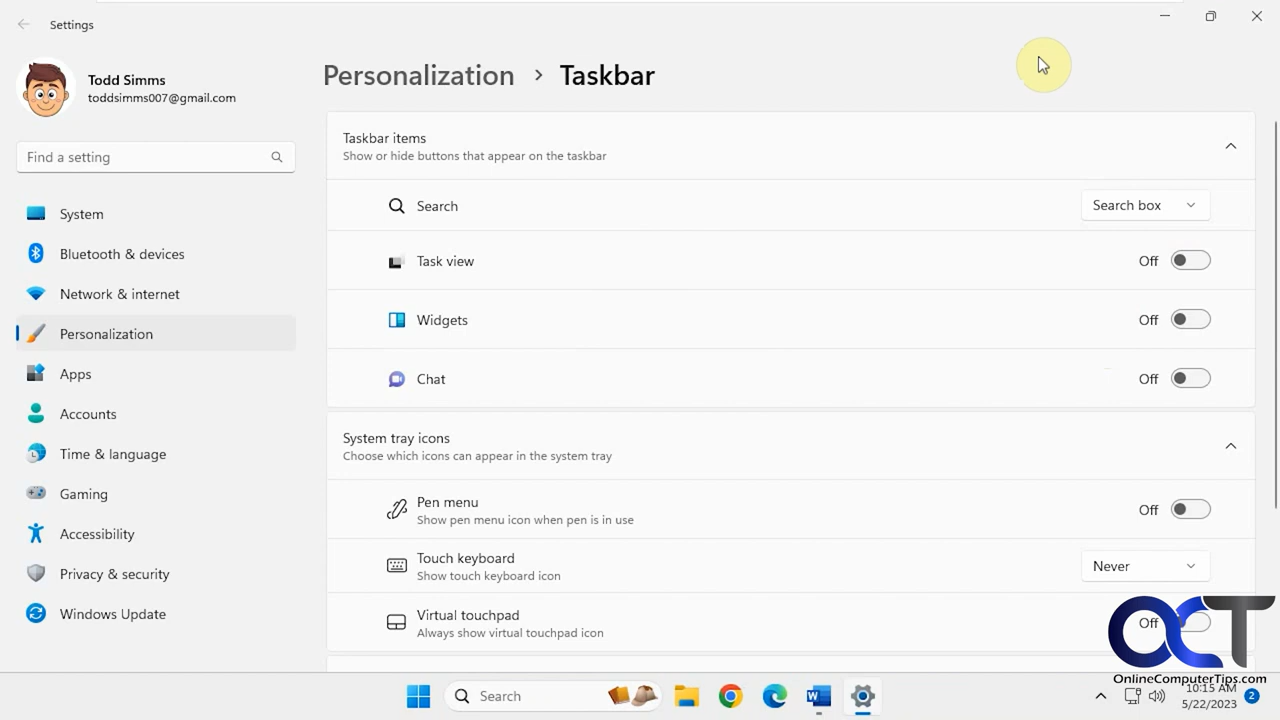 Settings
Todd Simms
toddsimms007@gmail.com
Find a setting
System
Bluetooth & devices
Network & internet
Personalization
Apps
Accounts
Time & language
Gaming
Accessibility
Privacy & security
Windows Update
Personalization > Taskbar
Taskbar items
Show or hide buttons that appear on the taskbar
Search Search box
Task view Off
Widgets Off
Chat Off
System tray icons
Choose which icons can appear in the system tray
Pen menu
Show pen menu icon when pen is in use
Off
Touch keyboard
Show touch keyboard icon
Never
Virtual touchpad
Always show virtual touchpad icon
Off
OCT
OnlineComputerTips.com
Search
10:15 AM
5/22/2023
2